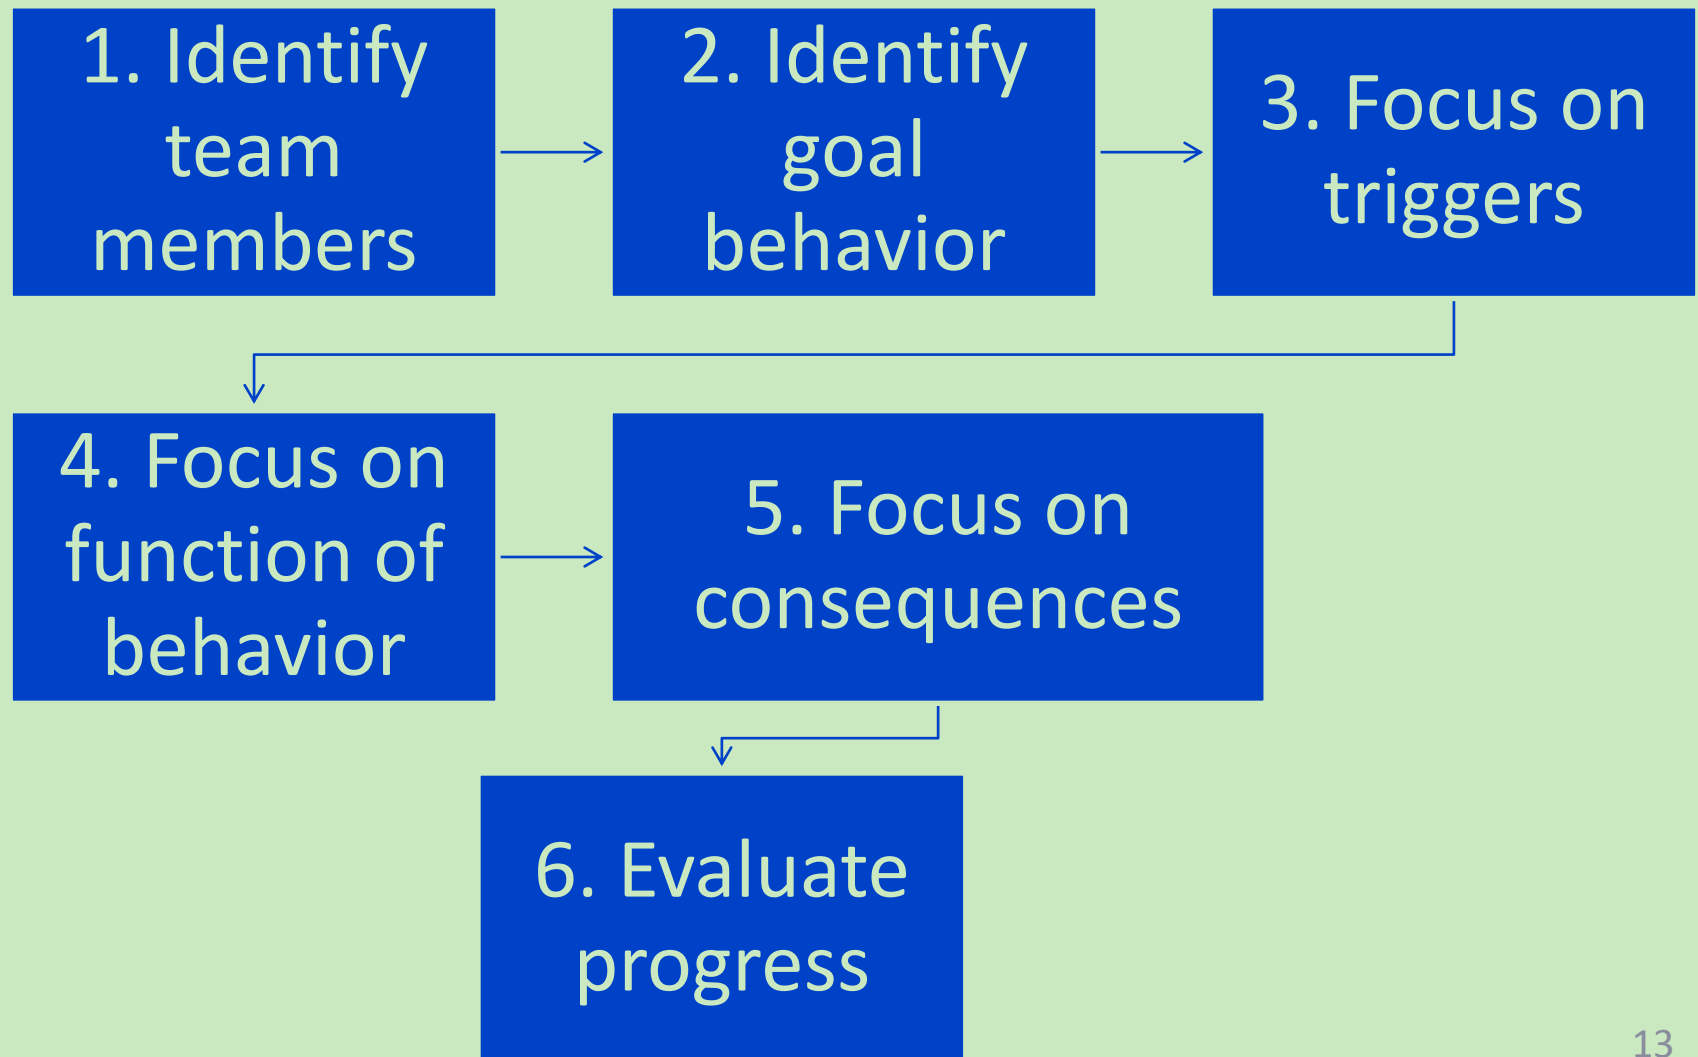 1. Identify
team
members
2. Identify
goal
behavior
3. Focus on
triggers
4. Focus on
function of
behavior
5. Focus on
consequences
6. Evaluate
progress
13